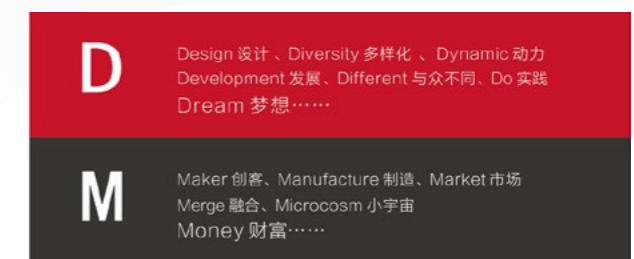 D
Design 设计 、Diversity 多样化 、Dynamic 动力
Development 发展、Different 与众不同、Do 实践
Dream 梦想……
M
Maker 创客、Manufacture 制造、Market 市场
Merge 融合、Microcosm 小宇宙
Money 财富……